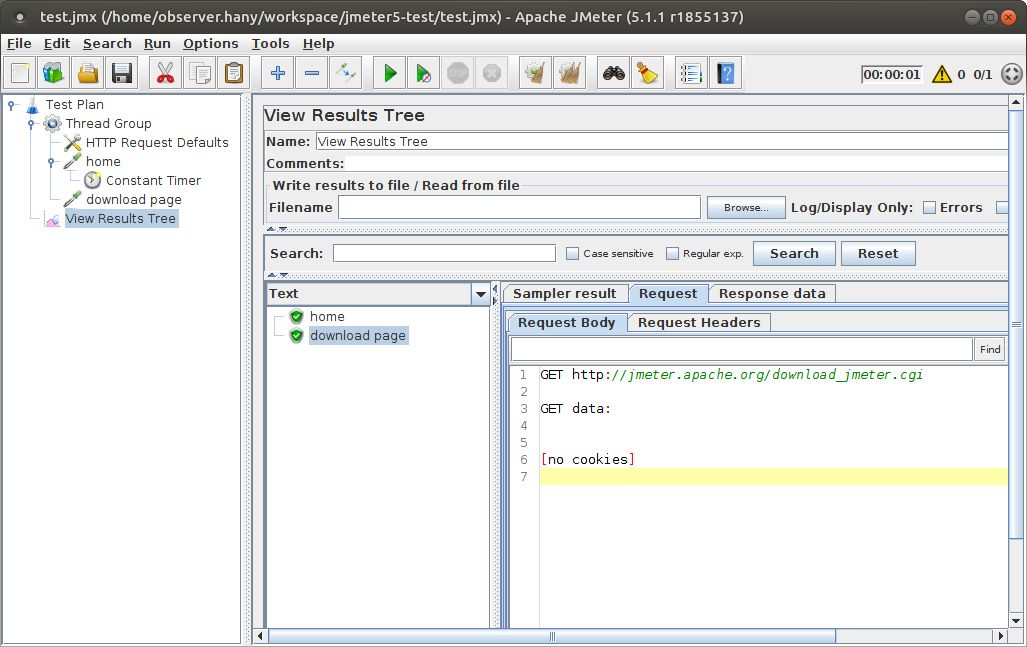 test.jmx (/home/observer.hany/workspace/jmeter5-test/test.jmx) - Apache JMeter (5.1.1 r1855137)
File Edit Search Run Options Tools Help
STOP 00:00:01 0 0/1
Test Plan
Thread Group
HTTP Request Defaults
home
Constant Timer
download page
View Results Tree
View Results Tree
Name: View Results Tree
Comments:
Write results to file / Read from file
Filename Browse... Log/Display Only: Errors
Search: Case sensitive Regular exp. Search Reset
Text
home
download page
Sampler result Request Response data
Request Body Request Headers
Find
1 GET http://jmeter.apache.org/download_jmeter.cgi
2
3 GET data:
4
5
6 [no cookies]
7